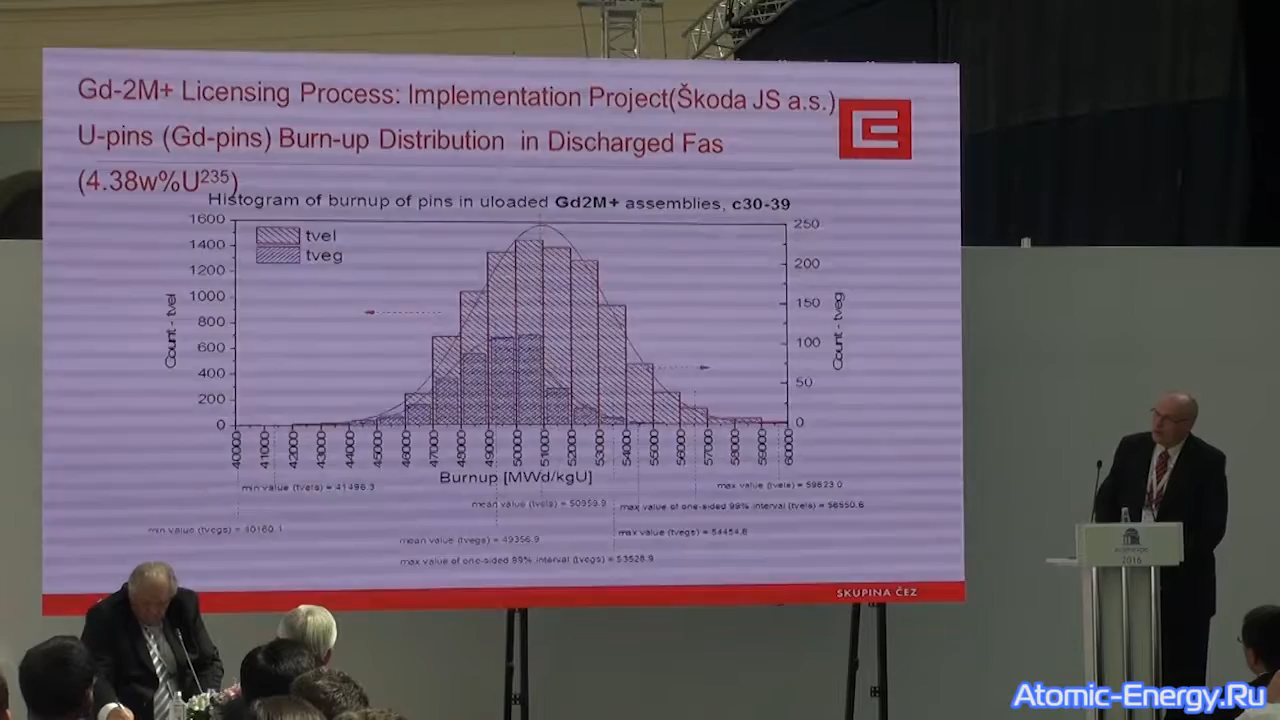 Gd-2M+ Licensing Process: Implementation Project(Škoda JS a.s.)
U-pins (Gd-pins) Burn-up Distribution in Discharged Fas
(4.38w%U²³⁵)
Histogram of burnup of pins in uloaded Gd2M+ assemblies, c30-39
tvel
tveg
1600
1400
1200
1000
800
600
400
200
0
Count - tvel
250
200
150
100
50
0
Count - tveg
40000 41000 42000 43000 44000 45000 46000 47000 48000 49000 50000 51000 52000 53000 54000 55000 56000 57000 58000 59000 60000
Burnup [MWd/kgU]
min value (tvels) = 41496.3
max value (tvels) = 59823.0
mean value (tvels) = 50959.9
max value of one-sided 99% interval (tvels) = 56550.6
min value (tvegs) = 40160.1
max value (tvegs) = 54454.8
mean value (tvegs) = 49356.9
max value of one-sided 99% interval (tvegs) = 53528.9
SKUPINA ČEZ
2016
Atomic-Energy.Ru